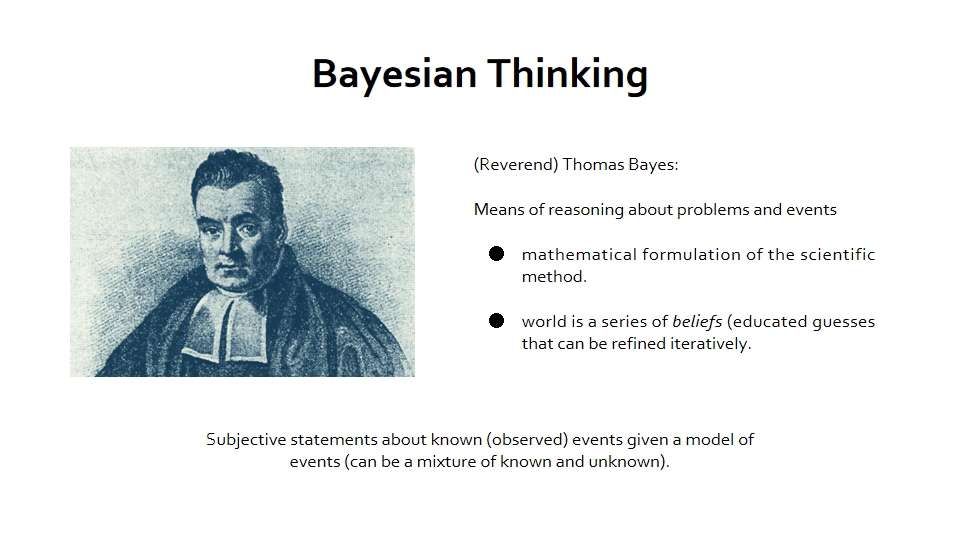 Bayesian Thinking
(Reverend) Thomas Bayes:
Means of reasoning about problems and events
● mathematical formulation of the scientific
method.
● world is a series of beliefs (educated guesses
that can be refined iteratively.
Subjective statements about known (observed) events given a model of
events (can be a mixture of known and unknown).